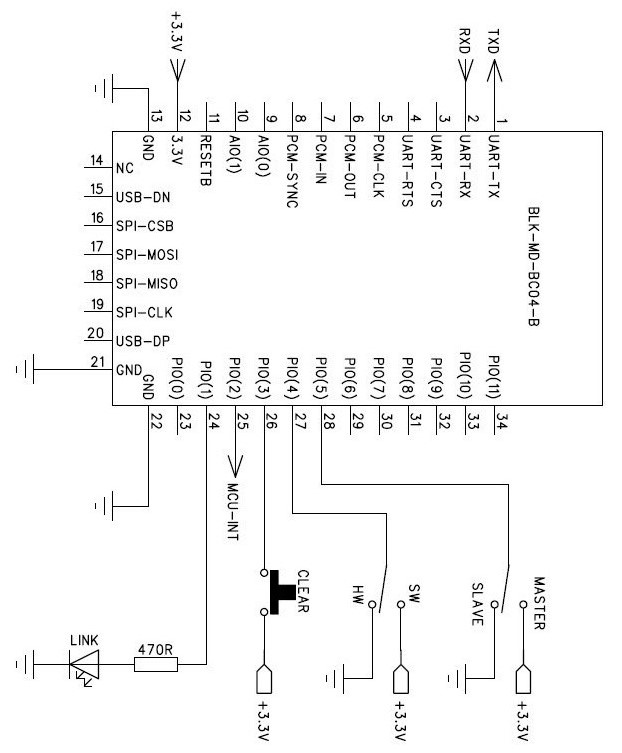 +3.3V
RXD
TXD
13
12
11
10
9
8
7
6
5
4
3
2
1
GND
3.3V
RESETB
AIO(1)
AIO(0)
PCM-SYNC
PCM-IN
PCM-OUT
PCM-CLK
UART-RTS
UART-CTS
UART-RX
UART-TX
BLK-MD-BC04-B
14 NC
15 USB-DN
16 SPI-CSB
17 SPI-MOSI
18 SPI-MISO
19 SPI-CLK
20 USB-DP
21 GND
GND
PIO(0)
PIO(1)
PIO(2)
PIO(3)
PIO(4)
PIO(5)
PIO(6)
PIO(7)
PIO(8)
PIO(9)
PIO(10)
PIO(11)
22
23
24
25
26
27
28
29
30
31
32
33
34
MCU-INT
CLEAR
HW
SW
SLAVE
MASTER
LINK
470R
+3.3V
+3.3V
+3.3V